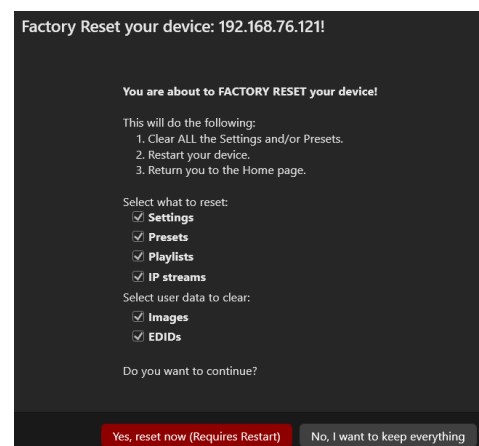 Factory Reset your device: 192.168.76.121!
You are about to FACTORY RESET your device!
This will do the following:
1. Clear ALL the Settings and/or Presets.
2. Restart your device.
3. Return you to the Home page.
Select what to reset:
Settings
Presets
Playlists
IP streams
Select user data to clear:
Images
EDIDs
Do you want to continue?
Yes, reset now (Requires Restart) No, I want to keep everything